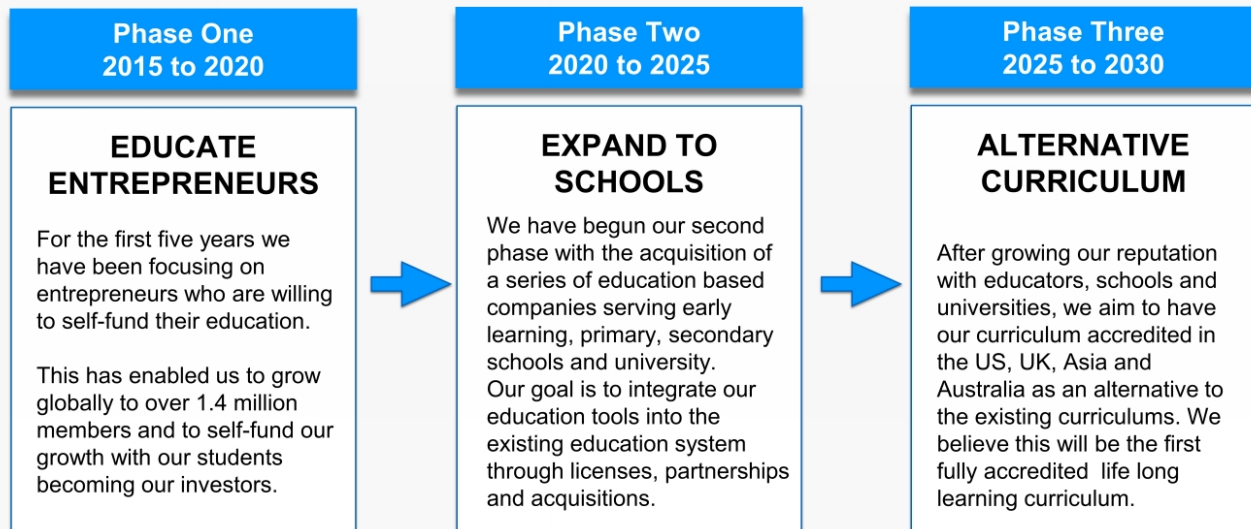 Phase One
2015 to 2020
EDUCATE
ENTREPRENEURS
For the first five years we
have been focusing on
entrepreneurs who are willing
to self-fund their education.
This has enabled us to grow
globally to over 1.4 million
members and to self-fund our
growth with our students
becoming our investors.
Phase Two
2020 to 2025
EXPAND TO
SCHOOLS
We have begun our second
phase with the acquisition of
a series of education based
companies serving early
learning, primary, secondary
schools and university.
Our goal is to integrate our
education tools into the
existing education system
through licenses, partnerships
and acquisitions.
Phase Three
2025 to 2030
ALTERNATIVE
CURRICULUM
After growing our reputation
with educators, schools and
universities, we aim to have
our curriculum accredited in
the US, UK, Asia and
Australia as an alternative to
the existing curriculums. We
believe this will be the first
fully accredited  life long
learning curriculum.